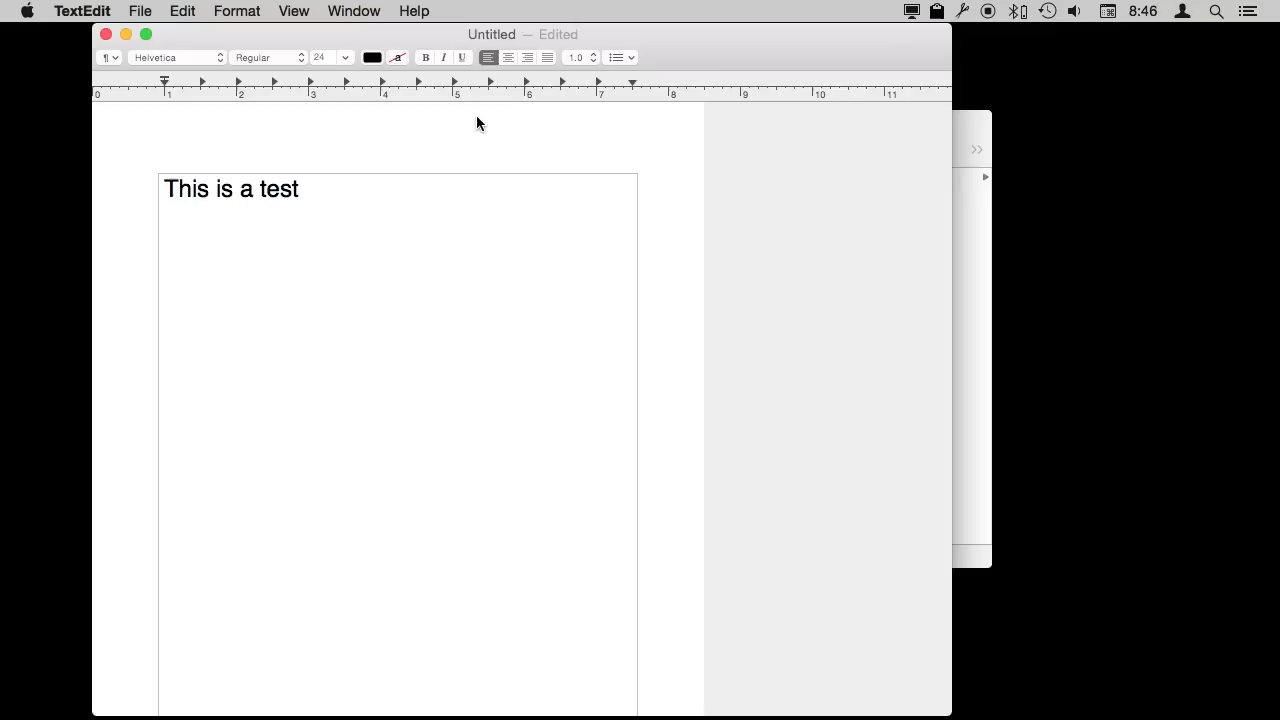 TextEdit File Edit Format View Window Help 8:46
Untitled — Edited
¶ Helvetica Regular 24 a B I U 1.0
0 1 2 3 4 5 6 7 8 9 10 11
This is a test